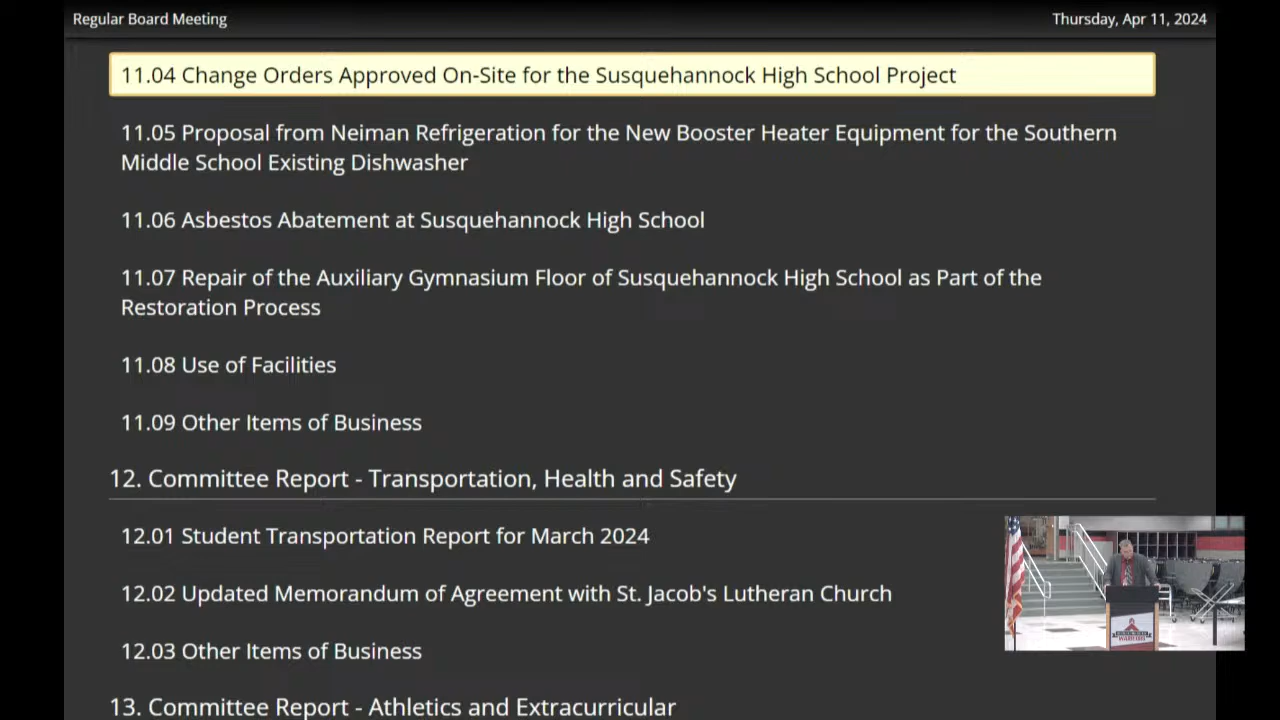 Regular Board Meeting
Thursday, Apr 11, 2024
11.04 Change Orders Approved On-Site for the Susquehannock High School Project
11.05 Proposal from Neiman Refrigeration for the New Booster Heater Equipment for the Southern
Middle School Existing Dishwasher
11.06 Asbestos Abatement at Susquehannock High School
11.07 Repair of the Auxiliary Gymnasium Floor of Susquehannock High School as Part of the
Restoration Process
11.08 Use of Facilities
11.09 Other Items of Business
12. Committee Report - Transportation, Health and Safety
12.01 Student Transportation Report for March 2024
12.02 Updated Memorandum of Agreement with St. Jacob's Lutheran Church
12.03 Other Items of Business
13. Committee Report - Athletics and Extracurricular